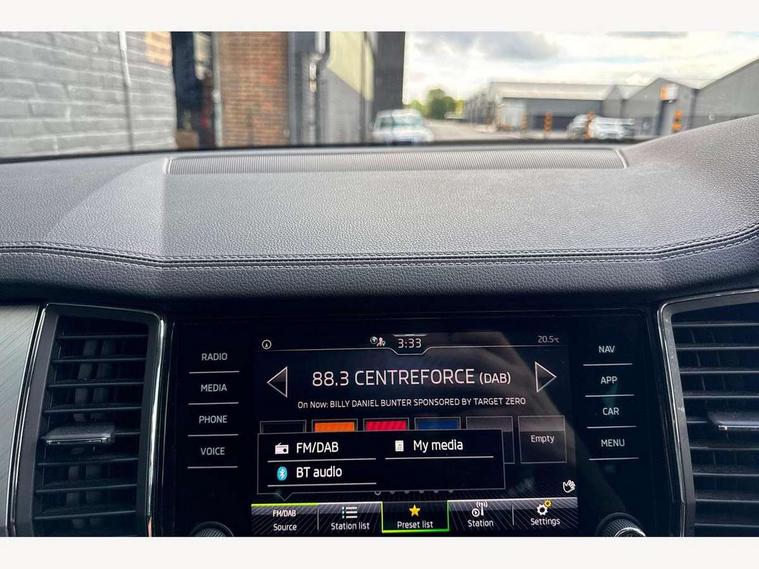 3:33
20.5°C
88.3 CENTREFORCE (DAB)
On Now: BILLY DANIEL BUNTER SPONSORED BY TARGET ZERO
RADIO
MEDIA
PHONE
VOICE
NAV
APP
CAR
MENU
Empty
FM/DAB
My media
BT audio
FM/DAB
Source
Station list
Preset list
Station
Settings